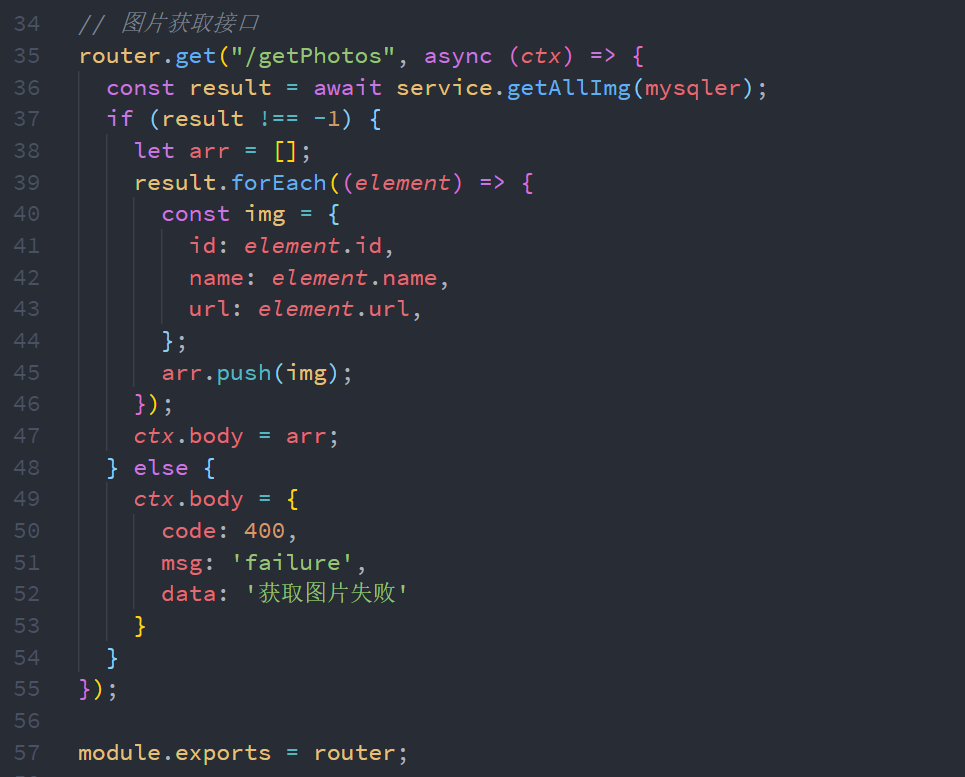 34 // 图片获取接口
35 router.get("/getPhotos", async (ctx) => {
36   const result = await service.getAllImg(mysqler);
37   if (result !== -1) {
38     let arr = [];
39     result.forEach((element) => {
40       const img = {
41         id: element.id,
42         name: element.name,
43         url: element.url,
44       };
45       arr.push(img);
46     });
47     ctx.body = arr;
48   } else {
49     ctx.body = {
50       code: 400,
51       msg: 'failure',
52       data: '获取图片失败'
53     }
54   }
55 });
56
57 module.exports = router;